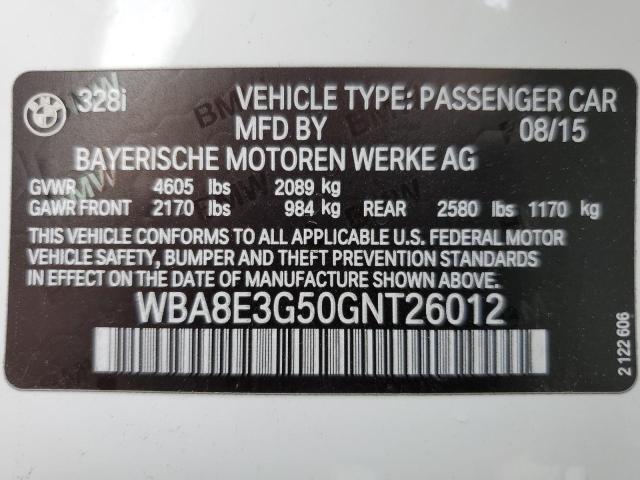 BMW 328i VEHICLE TYPE: PASSENGER CAR
MFD BY 08/15
BAYERISCHE MOTOREN WERKE AG
GVWR 4605 lbs 2089 kg
GAWR FRONT 2170 lbs 984 kg REAR 2580 lbs 1170 kg
THIS VEHICLE CONFORMS TO ALL APPLICABLE U.S. FEDERAL MOTOR
VEHICLE SAFETY, BUMPER AND THEFT PREVENTION STANDARDS
IN EFFECT ON THE DATE OF MANUFACTURE SHOWN ABOVE.
WBA8E3G50GNT26012
2 122 606